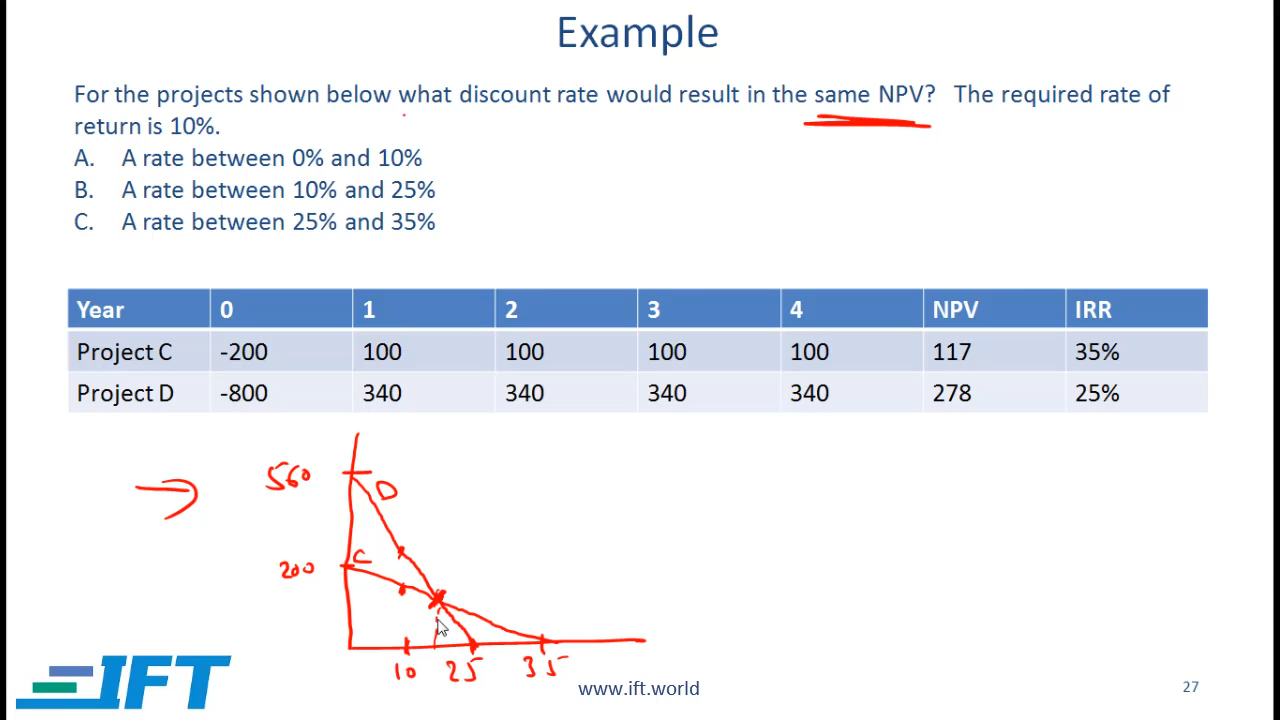 Example
For the projects shown below what discount rate would result in the same NPV? The required rate of
return is 10%.
A. A rate between 0% and 10%
B. A rate between 10% and 25%
C. A rate between 25% and 35%
Year 0 1 2 3 4 NPV IRR
Project C -200 100 100 100 100 117 35%
Project D -800 340 340 340 340 278 25%
560
D
C
200
10 25 35
IFT
www.ift.world
27